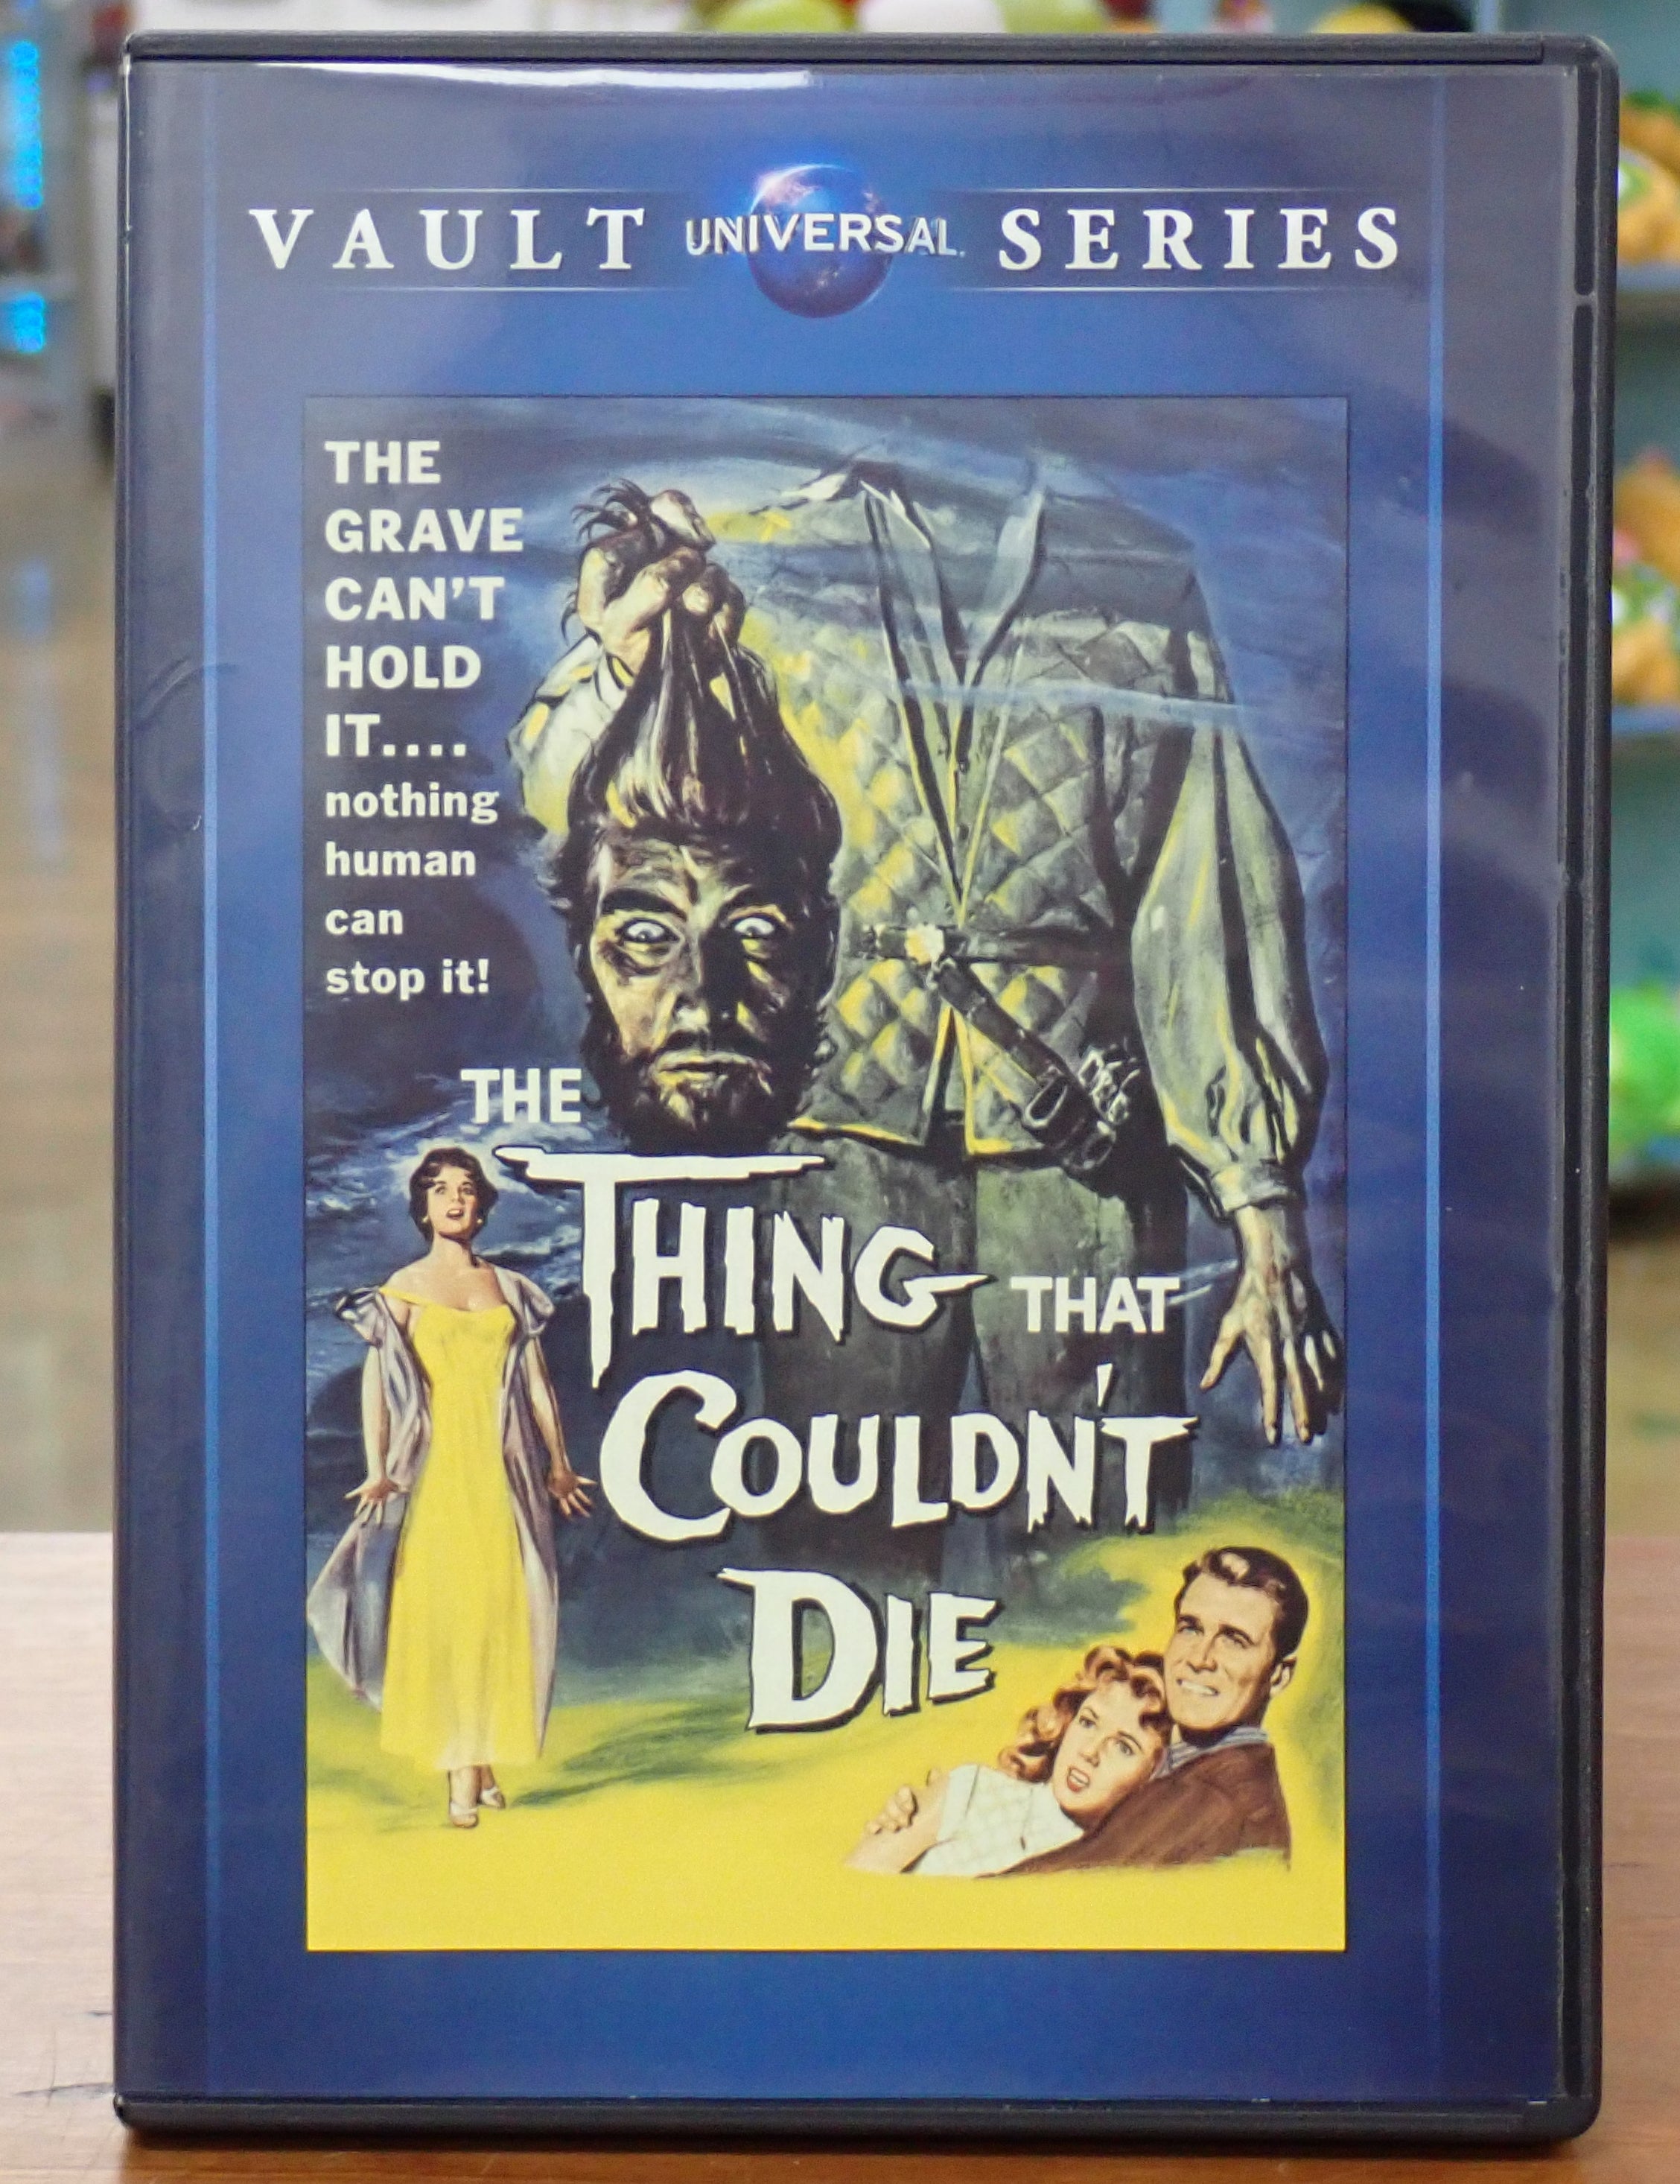 VAULT UNIVERSAL SERIES
THE
GRAVE
CAN'T
HOLD
IT....
nothing
human
can
stop it!
THE
THING THAT
COULDN'T
DIE